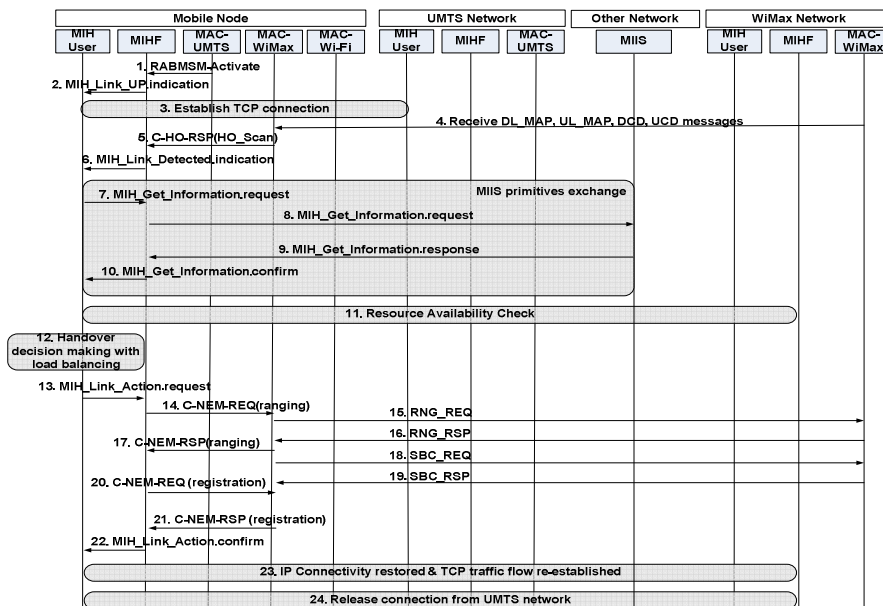 Mobile Node
UMTS Network
Other Network
WiMax Network
MIH User
MIHF
MAC-UMTS
MAC-WiMax
MAC-Wi-Fi
MIH User
MIHF
MAC-UMTS
MIIS
MIH User
MIHF
MAC-WiMax
1. RABMSM-Activate
2. MIH_Link_UP.indication
3. Establish TCP connection
4. Receive DL_MAP, UL_MAP, DCD, UCD messages
5. C-HO-RSP(HO_Scan)
6. MIH_Link_Detected.indication
MIIS primitives exchange
7. MIH_Get_Information.request
8. MIH_Get_Information.request
9. MIH_Get_Information.response
10. MIH_Get_Information.confirm
11. Resource Availability Check
12. Handover
decision making with
load balancing
13. MIH_Link_Action.request
14. C-NEM-REQ(ranging)
15. RNG_REQ
16. RNG_RSP
17. C-NEM-RSP(ranging)
18. SBC_REQ
19. SBC_RSP
20. C-NEM-REQ (registration)
21. C-NEM-RSP (registration)
22. MIH_Link_Action.confirm
23. IP Connectivity restored & TCP traffic flow re-established
24. Release connection from UMTS network